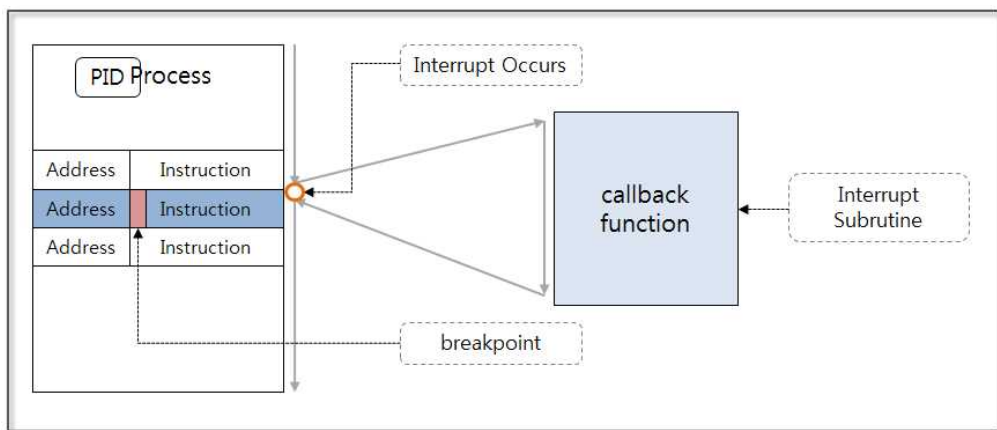 PID Process
Interrupt Occurs
Address Instruction
Address Instruction
Address Instruction
callback
function
Interrupt
Subrutine
breakpoint